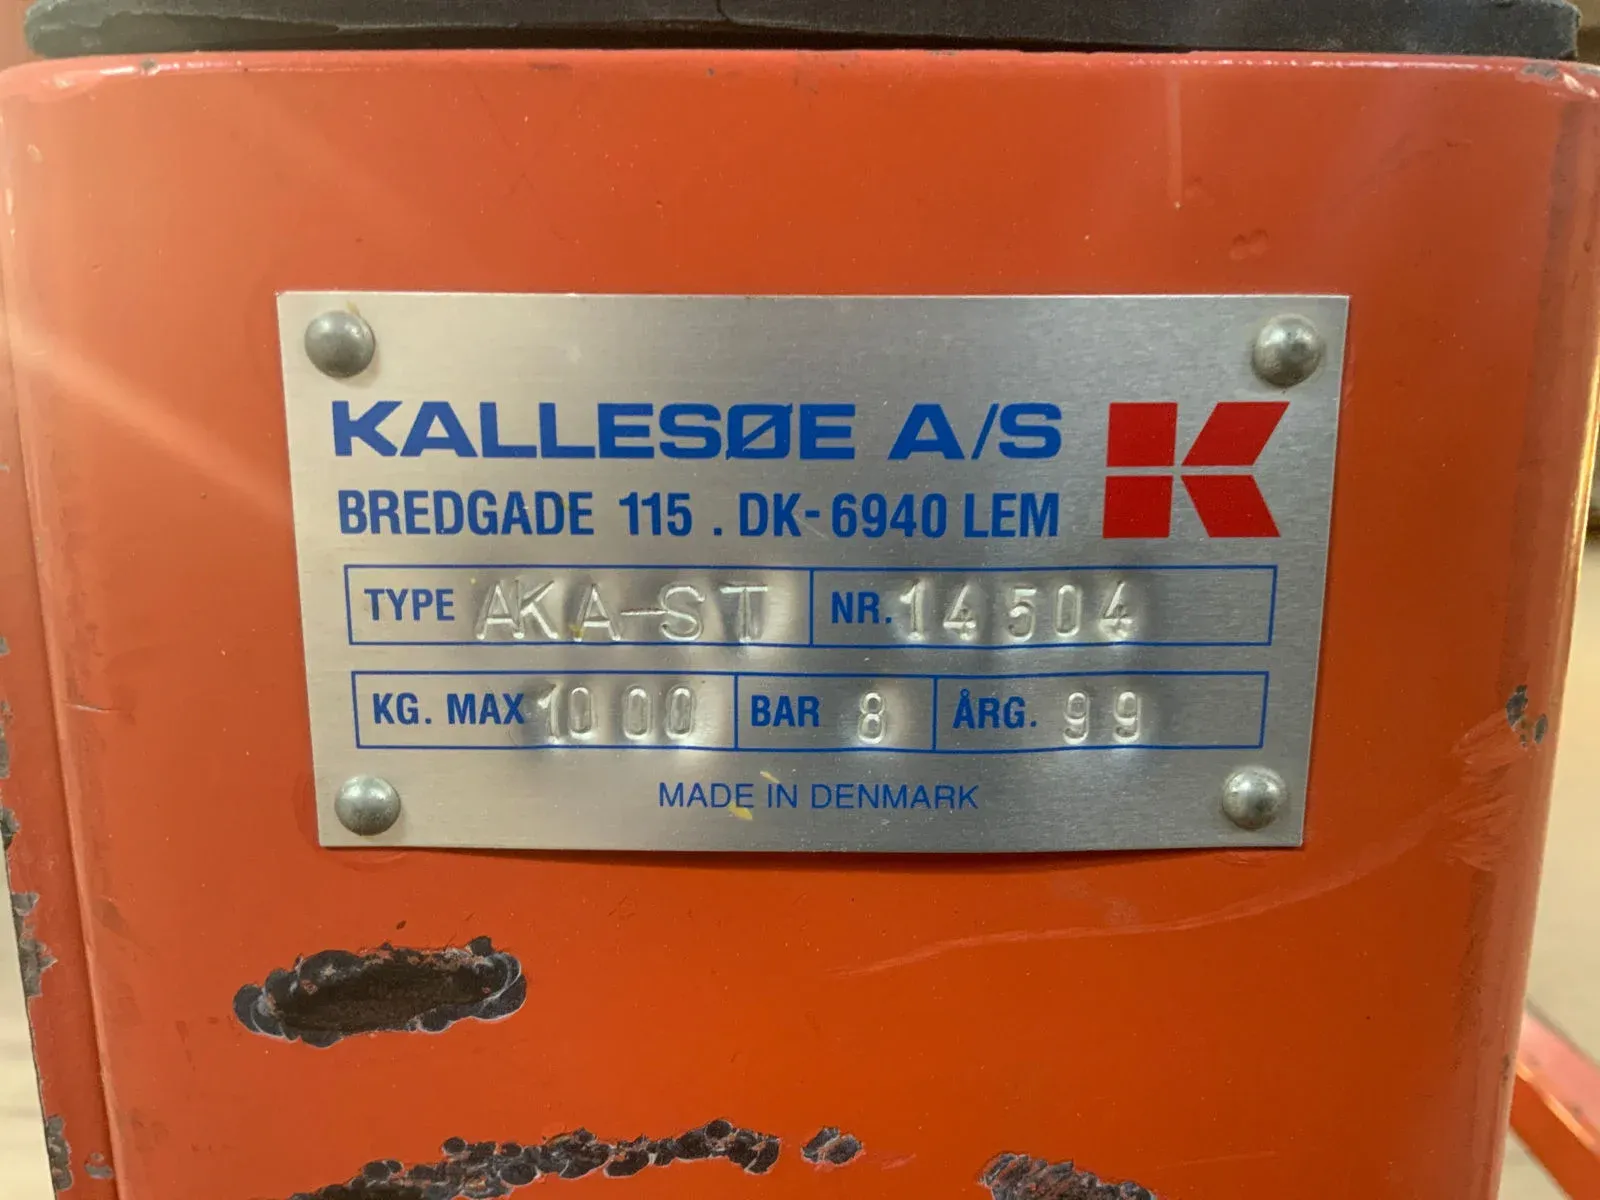 KALLESØE A/S K
BREDGADE 115 . DK-6940 LEM
TYPE AKA-ST NR. 14504
KG. MAX 1000 BAR 8 ÅRG. 99
MADE IN DENMARK